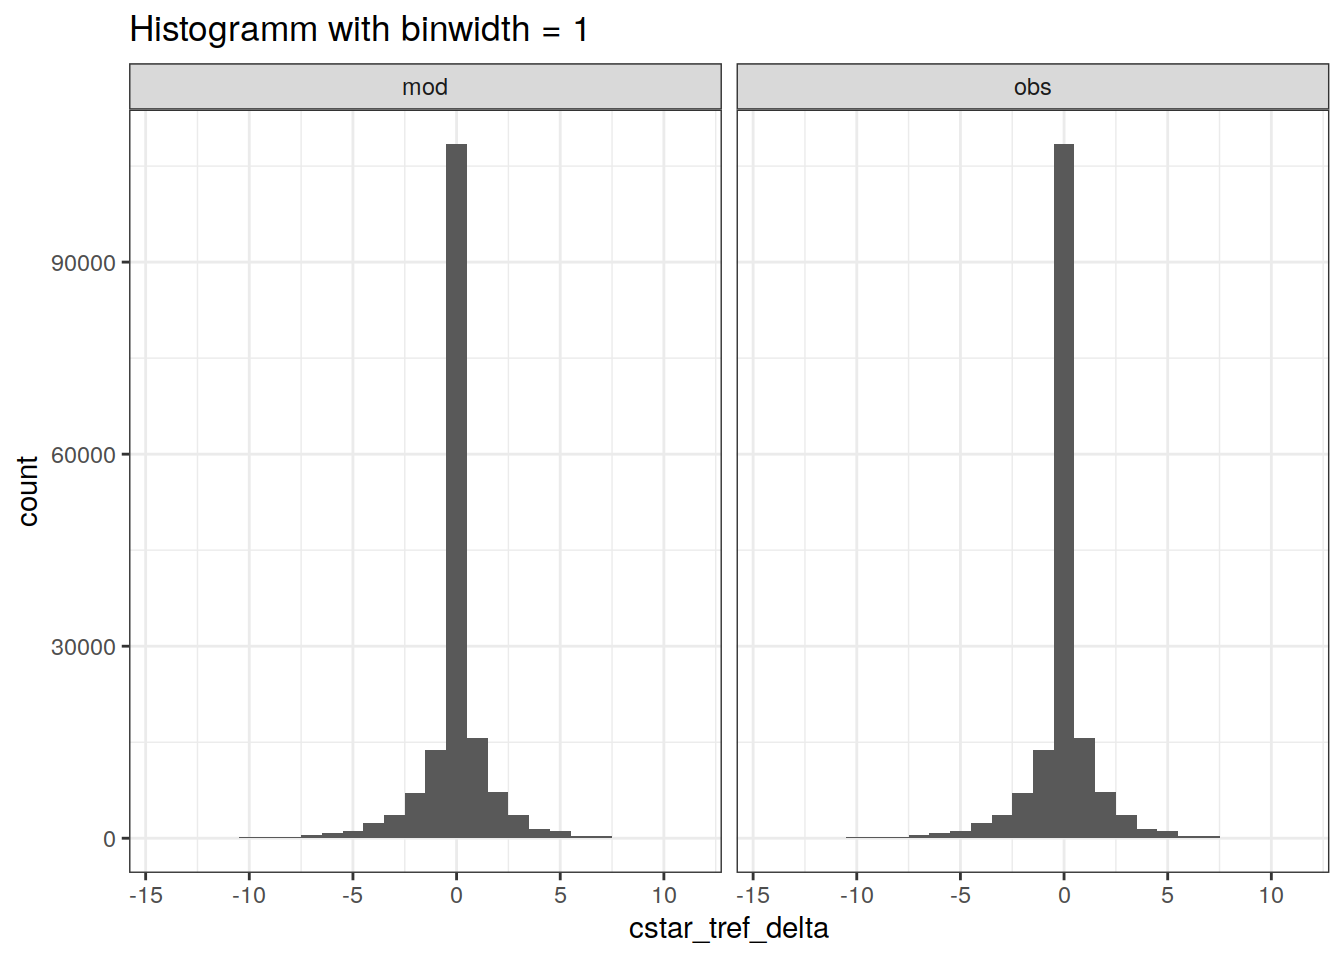 Histogramm with binwidth = 1
mod
obs
90000
60000
30000
0
count
-15 -10 -5 0 5 10
-15 -10 -5 0 5 10
cstar_tref_delta